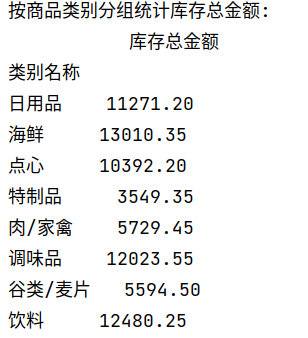 按商品类别分组统计库存总金额:
库存总金额
类别名称
日用品 11271.20
海鲜 13010.35
点心 10392.20
特制品 3549.35
肉/家禽 5729.45
调味品 12023.55
谷类/麦片 5594.50
饮料 12480.25